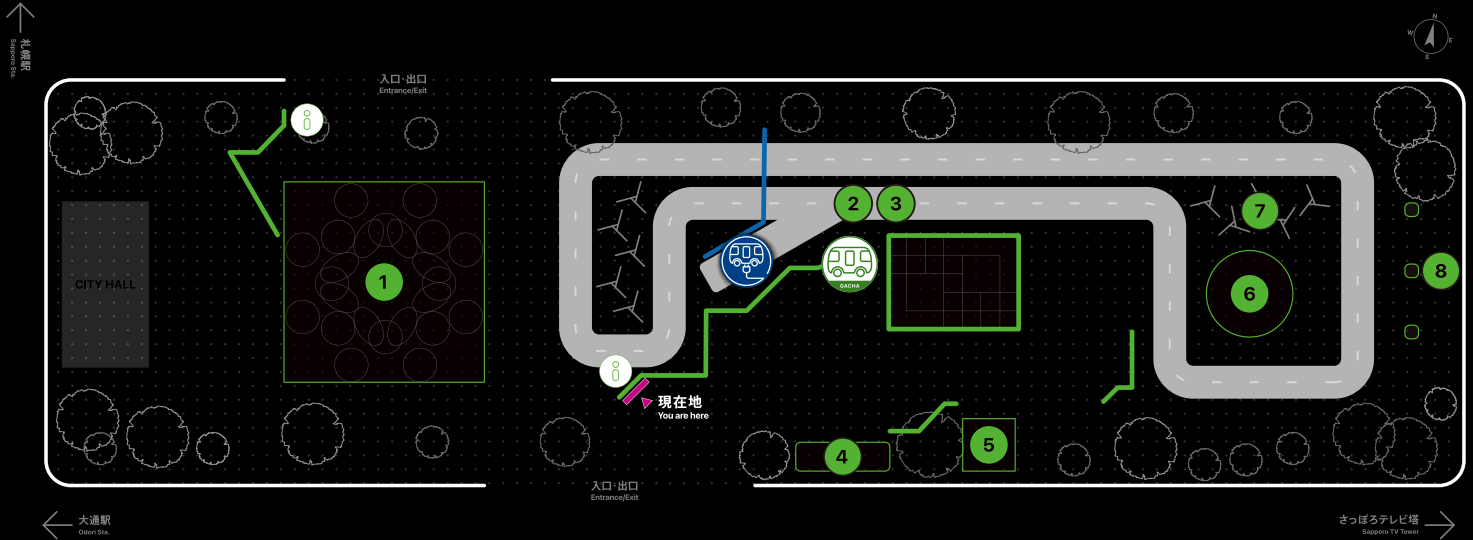 札幌駅
Sapporo Sta.
N
W
E
S
入口・出口
Entrance/Exit
CITY HALL
1
2
3
GACHA
7
6
8
現在地
You are here
4
5
入口・出口
Entrance/Exit
大通駅
Odori Sta.
さっぽろテレビ塔
Sapporo TV Tower